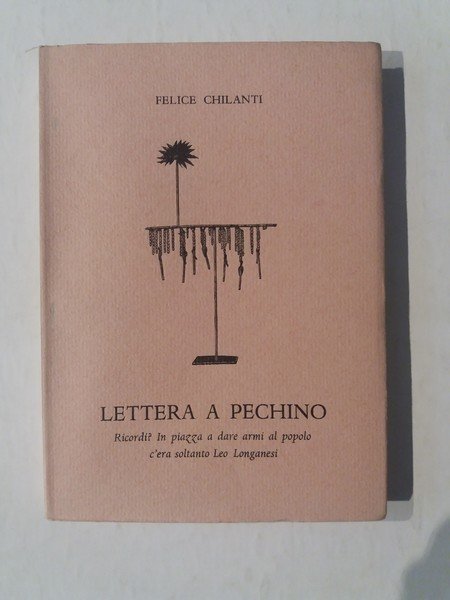 FELICE CHILANTI
LETTERA A PECHINO
Ricordi? In piazza a dare armi al popolo
c'era soltanto Leo Longanesi